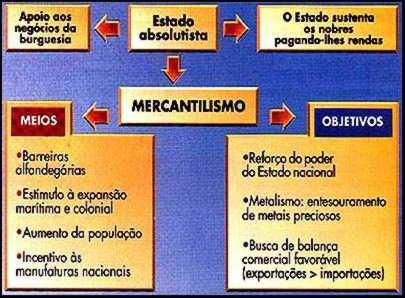 Apoio aos
negócios da
burguesia
Estado
absolutista
O Estado sustenta
os nobres
pagando-lhes rendas
MERCANTILISMO
MEIOS
•Barreiras
alfandegárias
•Estímulo à expansão
marítima e colonial
•Aumento da população
•Incentivo às
manufaturas nacionais
OBJETIVOS
•Reforço do poder
do Estado nacional
•Metalismo: entesouramento
de metais preciosos
•Busca de balança
comercial favorável
(exportações > importações)